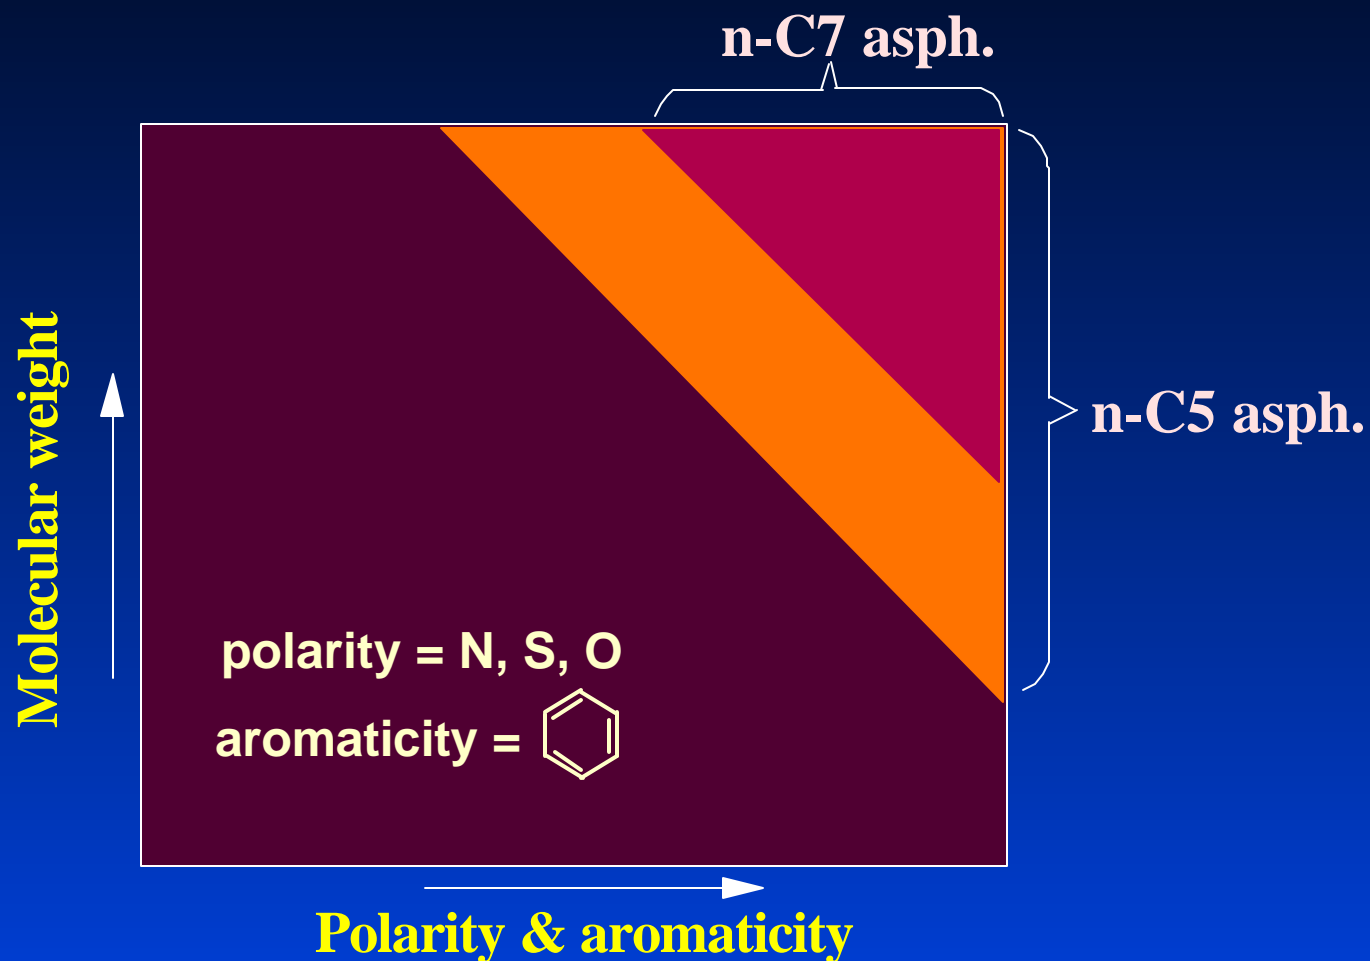 n-C7 asph.
n-C5 asph.
Molecular weight
polarity = N, S, O
aromaticity =
Polarity & aromaticity